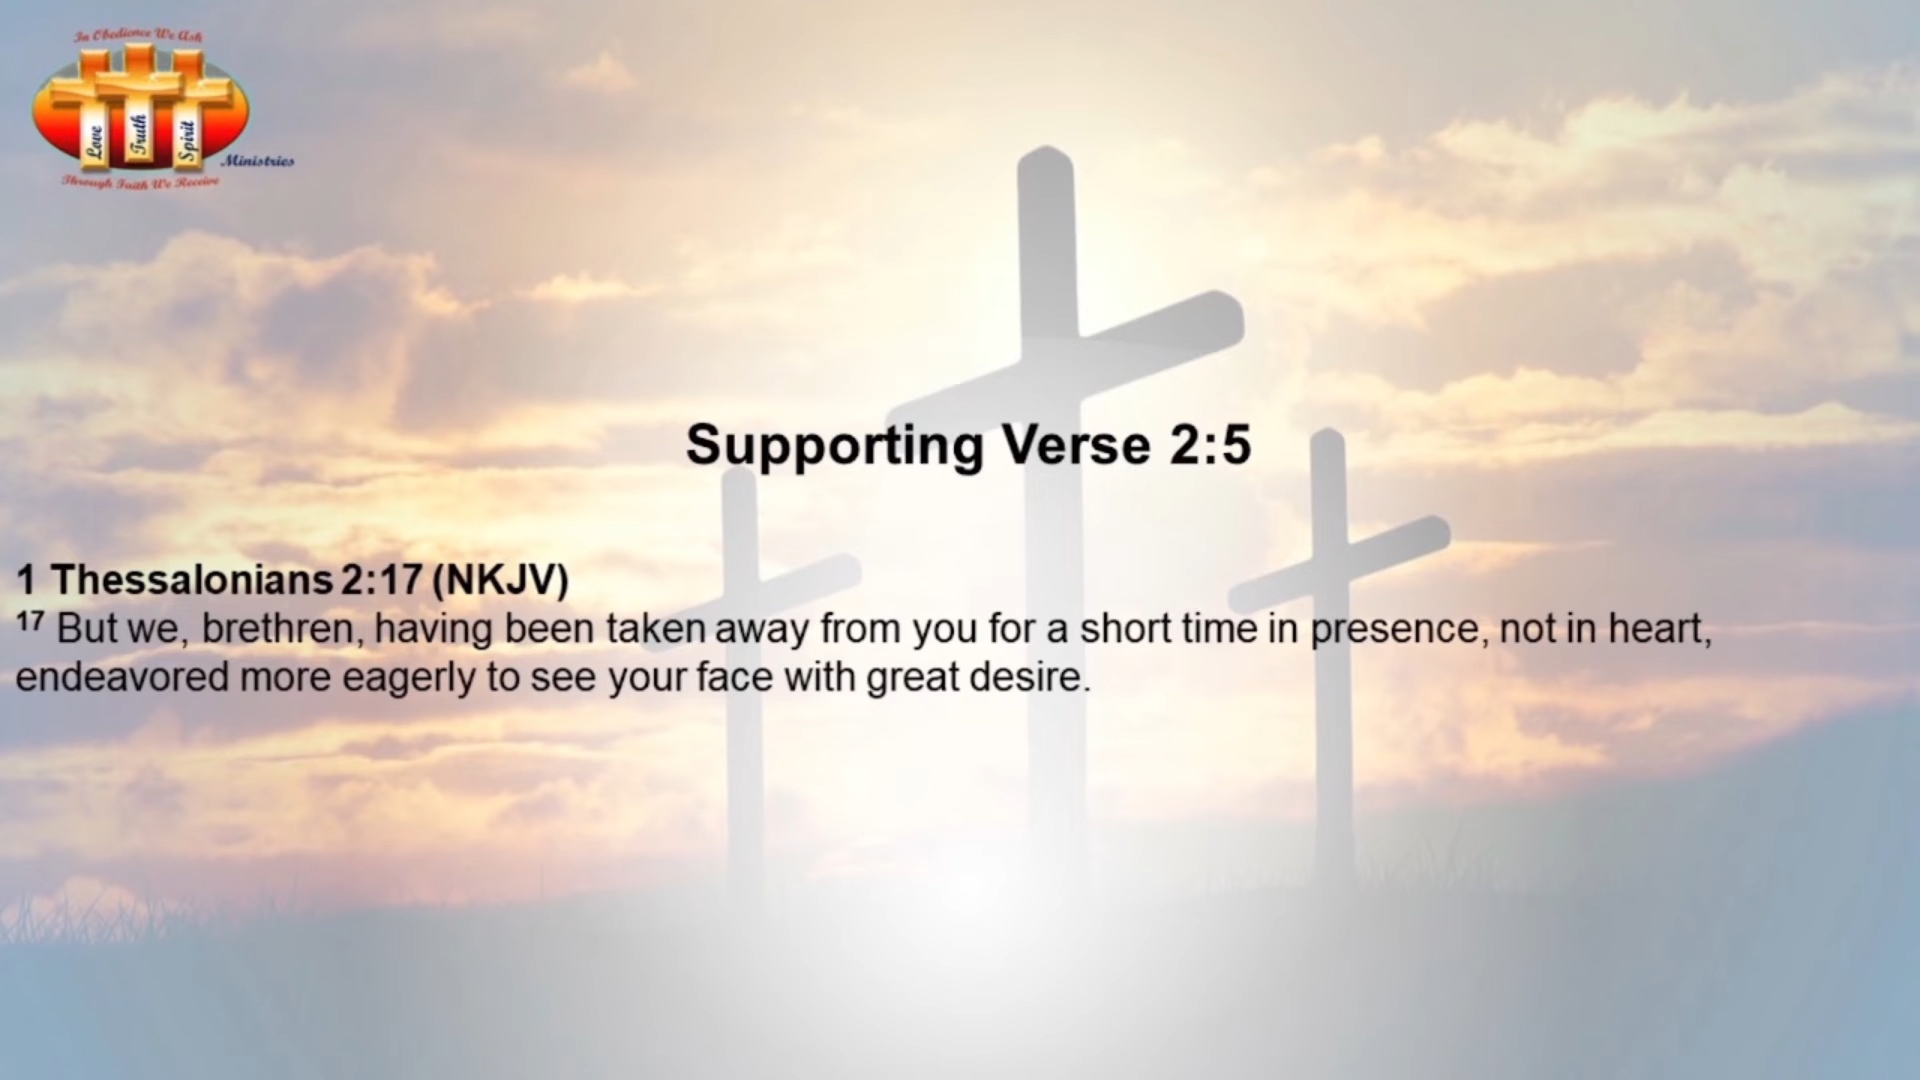 In Obedience We Ask
Love
Truth
Spirit
Ministries
Through Faith We Receive
Supporting Verse 2:5
1 Thessalonians 2:17 (NKJV)
17 But we, brethren, having been taken away from you for a short time in presence, not in heart,
endeavored more eagerly to see your face with great desire.